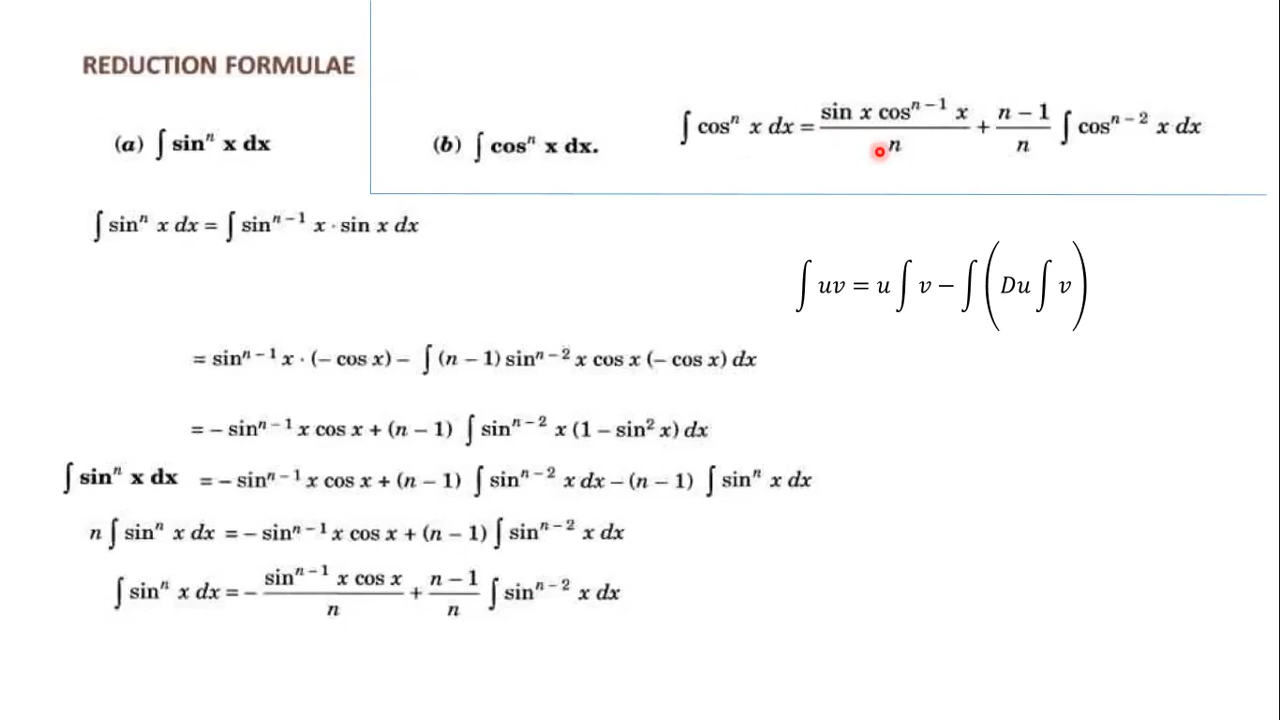 REDUCTION FORMULAE
(a) ∫ sinⁿ x dx
(b) ∫ cosⁿ x dx.
∫ cosⁿ x dx = (sin x cosⁿ⁻¹ x)/n + (n − 1)/n ∫ cosⁿ⁻² x dx
∫ sinⁿ x dx = ∫ sinⁿ⁻¹ x · sin x dx
∫ uv = u ∫ v − ∫ (Du ∫ v)
= sinⁿ⁻¹ x · (− cos x) − ∫ (n − 1) sinⁿ⁻² x cos x (− cos x) dx
= − sinⁿ⁻¹ x cos x + (n − 1) ∫ sinⁿ⁻² x (1 − sin² x) dx
∫ sinⁿ x dx = − sinⁿ⁻¹ x cos x + (n − 1) ∫ sinⁿ⁻² x dx − (n − 1) ∫ sinⁿ x dx
n ∫ sinⁿ x dx = − sinⁿ⁻¹ x cos x + (n − 1) ∫ sinⁿ⁻² x dx
∫ sinⁿ x dx = − (sinⁿ⁻¹ x cos x)/n + (n − 1)/n ∫ sinⁿ⁻² x dx